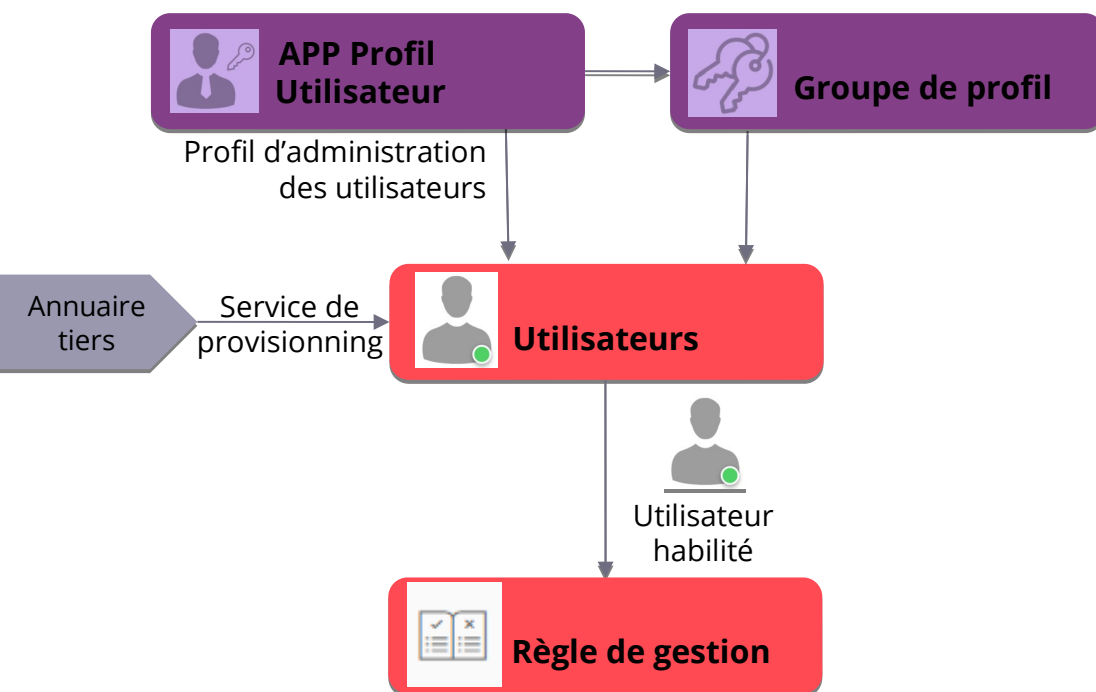 APP Profil
Utilisateur
Groupe de profil
Profil d’administration
des utilisateurs
Annuaire
tiers
Service de
provisionning
Utilisateurs
Utilisateur
habilité
Règle de gestion